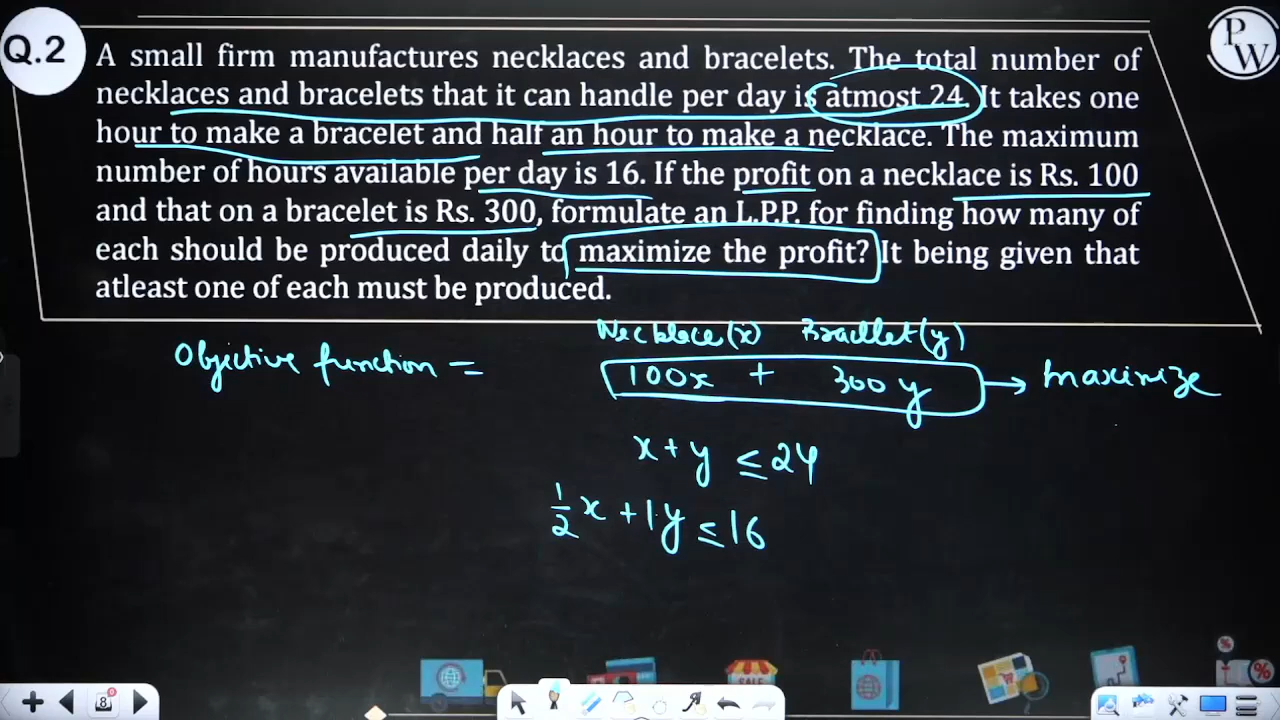 Q.2
PW
A small firm manufactures necklaces and bracelets. The total number of
necklaces and bracelets that it can handle per day is atmost 24. It takes one
hour to make a bracelet and half an hour to make a necklace. The maximum
number of hours available per day is 16. If the profit on a necklace is Rs. 100
and that on a bracelet is Rs. 300, formulate an L.P.P. for finding how many of
each should be produced daily to maximize the profit? It being given that
atleast one of each must be produced.
Necklace(x) Bracllet(y)
Objective function = 100x + 300y → maximize
x + y ≤ 24
1/2 x + 1y ≤ 16
8
SALE
%
%